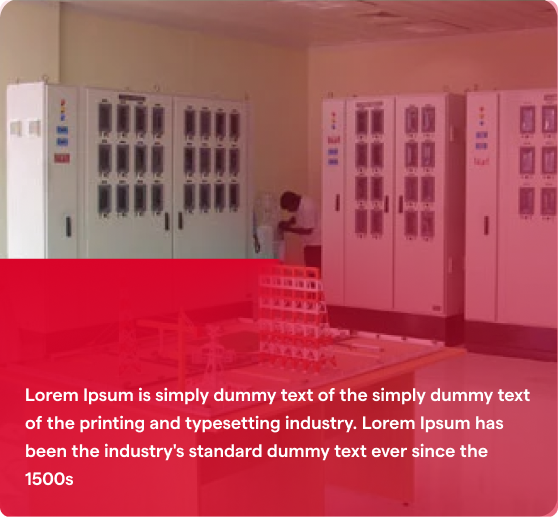 Lorem Ipsum is simply dummy text of the simply dummy text
of the printing and typesetting industry. Lorem Ipsum has
been the industry's standard dummy text ever since the
1500s